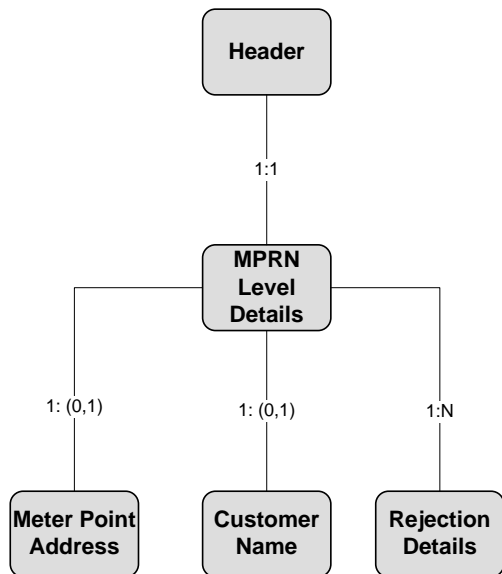 Header
1:1
MPRN
Level
Details
1: (0,1)
1: (0,1)
1:N
Meter Point
Address
Customer
Name
Rejection
Details